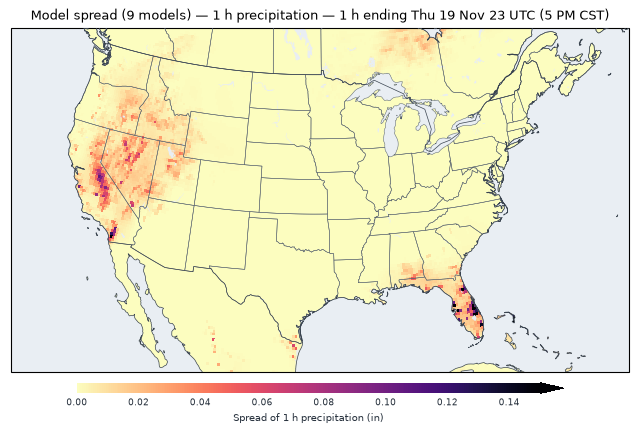 Model spread (9 models) — 1 h precipitation — 1 h ending Thu 19 Nov 23 UTC (5 PM CST)
0.00 0.02 0.04 0.06 0.08 0.10 0.12 0.14
Spread of 1 h precipitation (in)